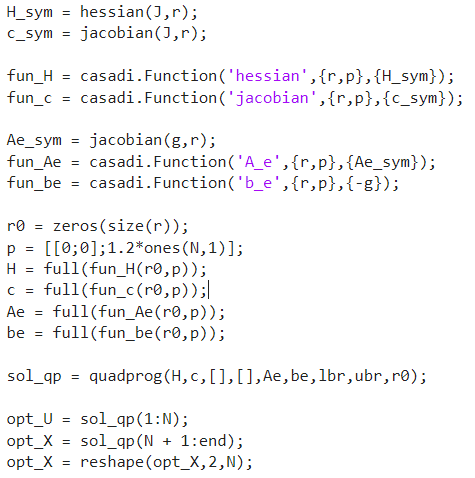 H_sym = hessian(J,r);
c_sym = jacobian(J,r);
fun_H = casadi.Function('hessian',{r,p},{H_sym});
fun_c = casadi.Function('jacobian',{r,p},{c_sym});
Ae_sym = jacobian(g,r);
fun_Ae = casadi.Function('A_e',{r,p},{Ae_sym});
fun_be = casadi.Function('b_e',{r,p},{-g});
r0 = zeros(size(r));
p = [[0;0];1.2*ones(N,1)];
H = full(fun_H(r0,p));
c = full(fun_c(r0,p));
Ae = full(fun_Ae(r0,p));
be = full(fun_be(r0,p));
sol_qp = quadprog(H,c,[],[],Ae,be,lbr,ubr,r0);
opt_U = sol_qp(1:N);
opt_X = sol_qp(N + 1:end);
opt_X = reshape(opt_X,2,N);